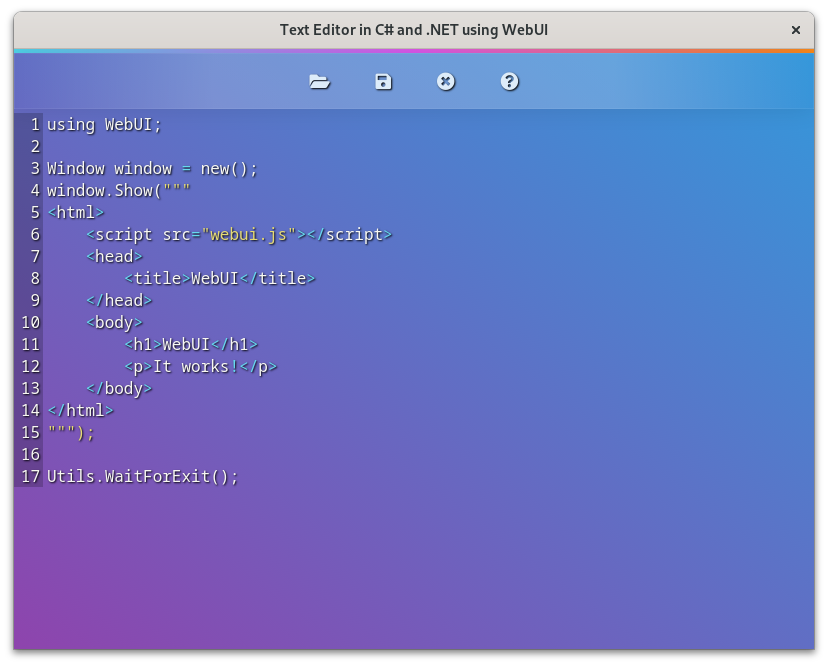 Text Editor in C# and .NET using WebUI
1 using WebUI;
2
3 Window window = new();
4 window.Show("""
5 <html>
6     <script src="webui.js"></script>
7     <head>
8         <title>WebUI</title>
9     </head>
10     <body>
11         <h1>WebUI</h1>
12         <p>It works!</p>
13     </body>
14 </html>
15 """);
16
17 Utils.WaitForExit();